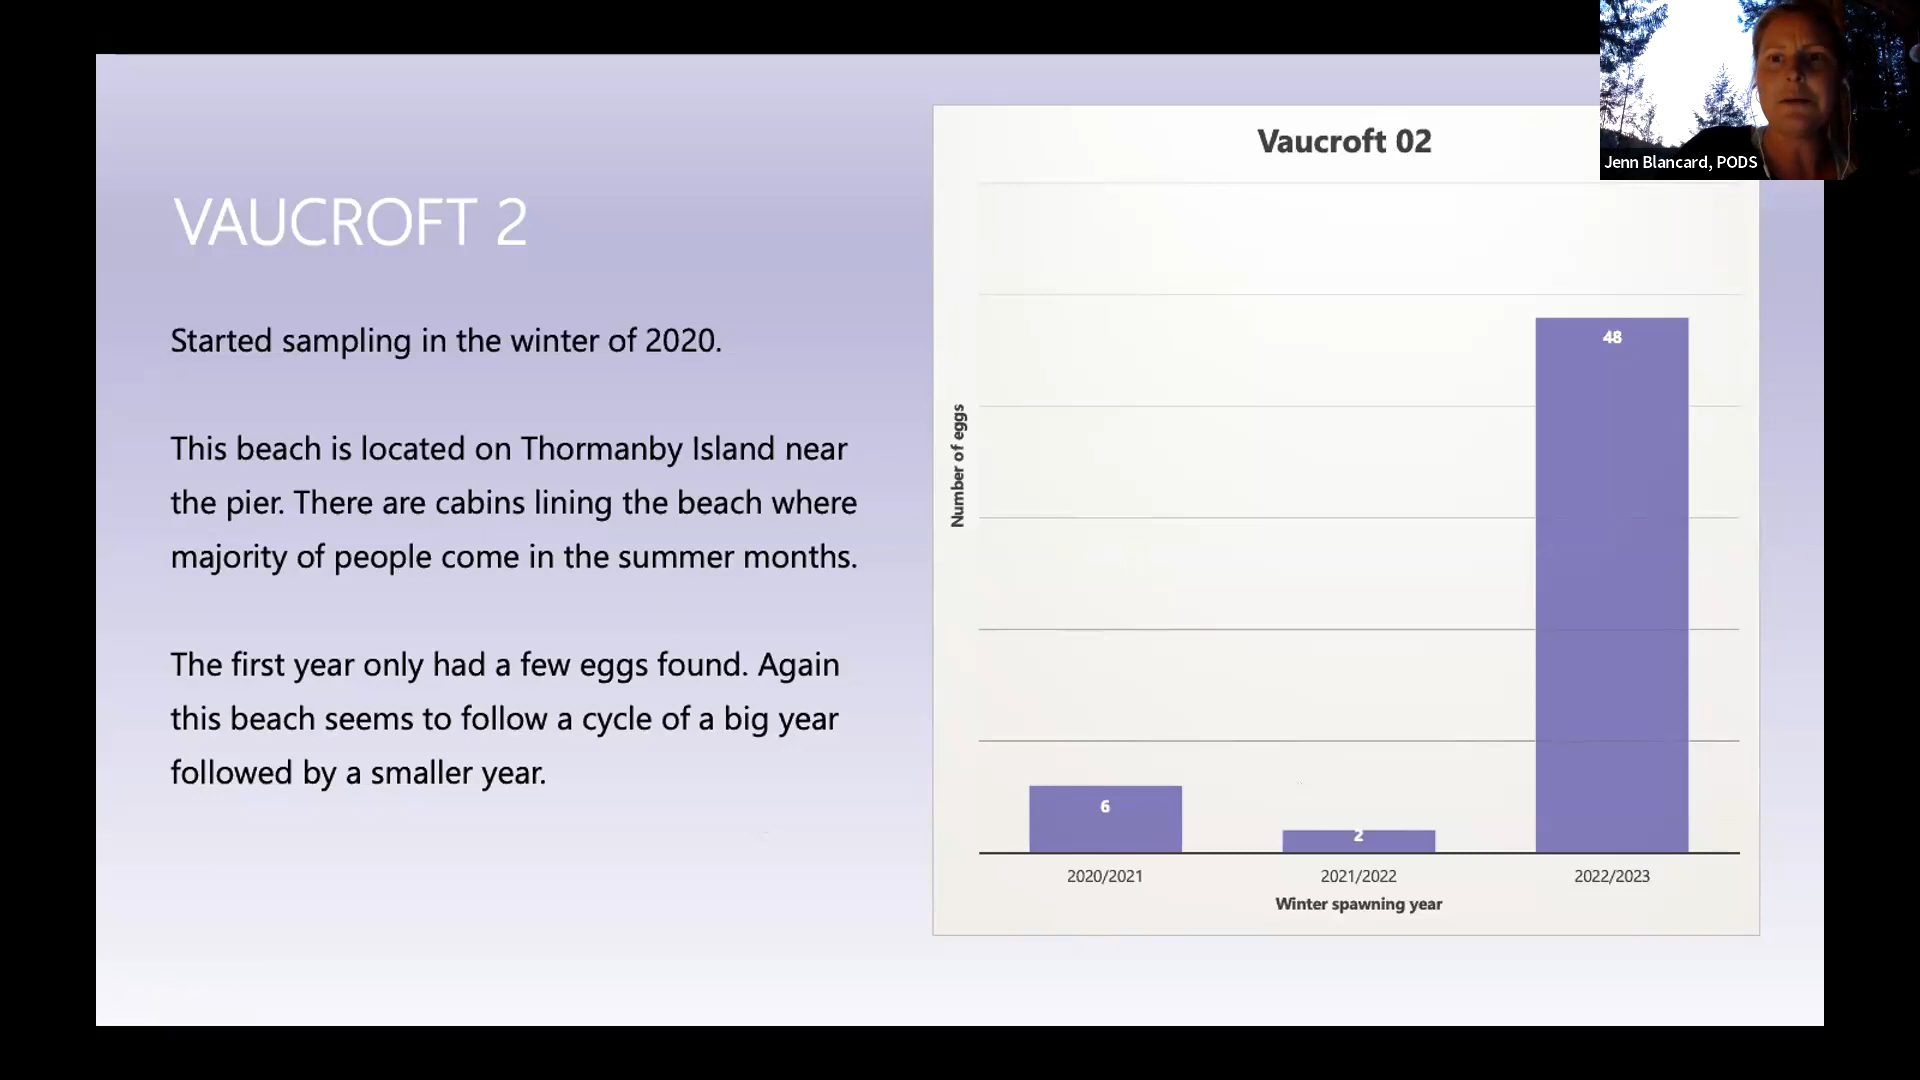 VAUCROFT 2
Started sampling in the winter of 2020.
This beach is located on Thormanby Island near
the pier. There are cabins lining the beach where
majority of people come in the summer months.
The first year only had a few eggs found. Again
this beach seems to follow a cycle of a big year
followed by a smaller year.
Vaucroft 02
Number of eggs
6
2
48
2020/2021
2021/2022
2022/2023
Winter spawning year
Jenn Blancard, PODS